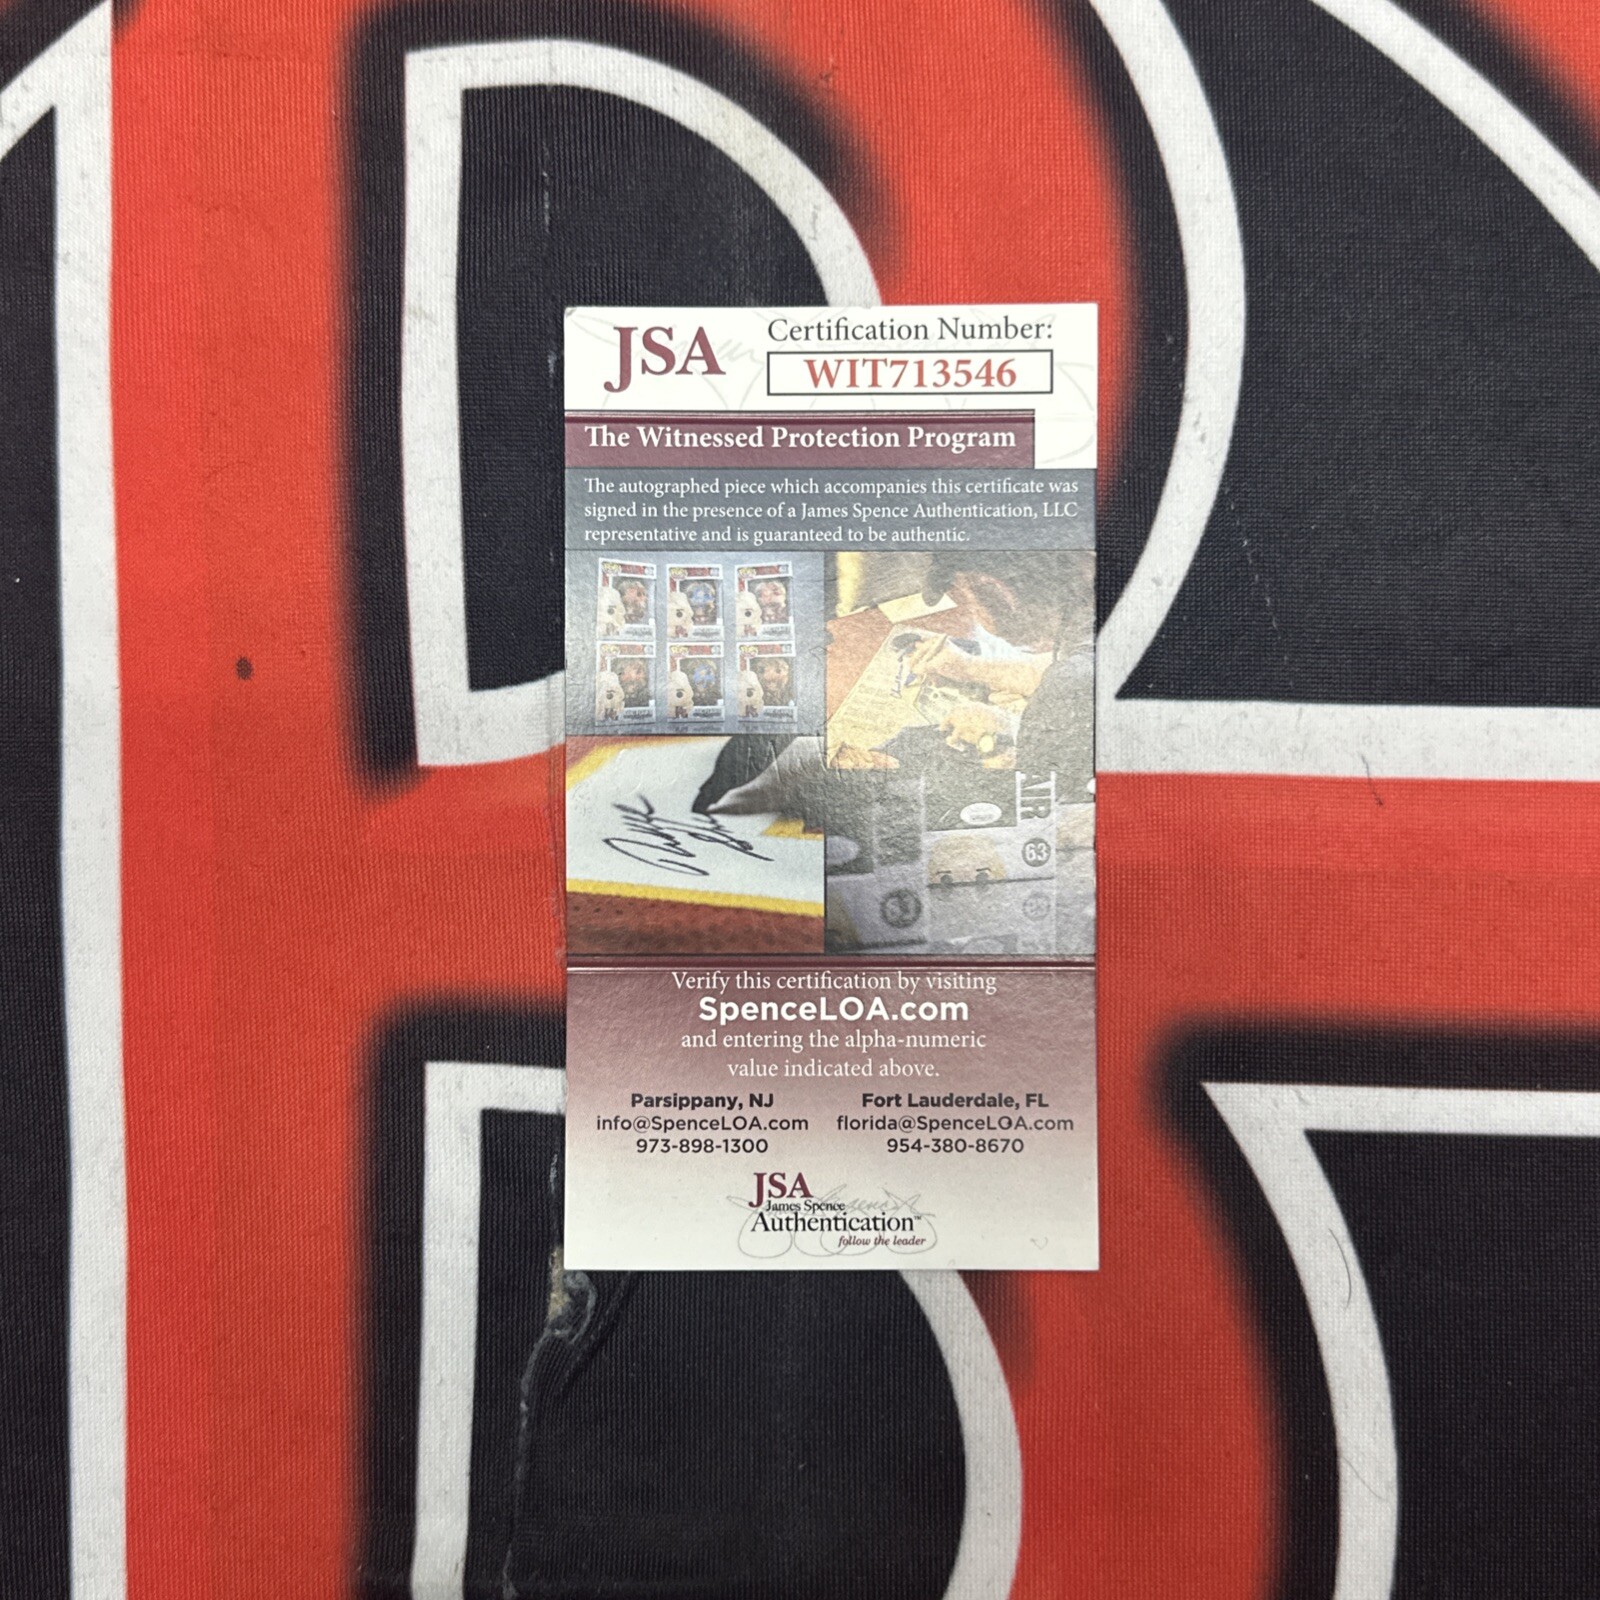 JSA
Certification Number:
WIT713546
The Witnessed Protection Program
The autographed piece which accompanies this certificate was
signed in the presence of a James Spence Authentication, LLC
representative and is guaranteed to be authentic.
AIR
63
Verify this certification by visiting
SpenceLOA.com
and entering the alpha-numeric
value indicated above.
Parsippany, NJ
info@SpenceLOA.com
973-898-1300
Fort Lauderdale, FL
florida@SpenceLOA.com
954-380-8670
JSA
James Spence
Authentication™
follow the leader